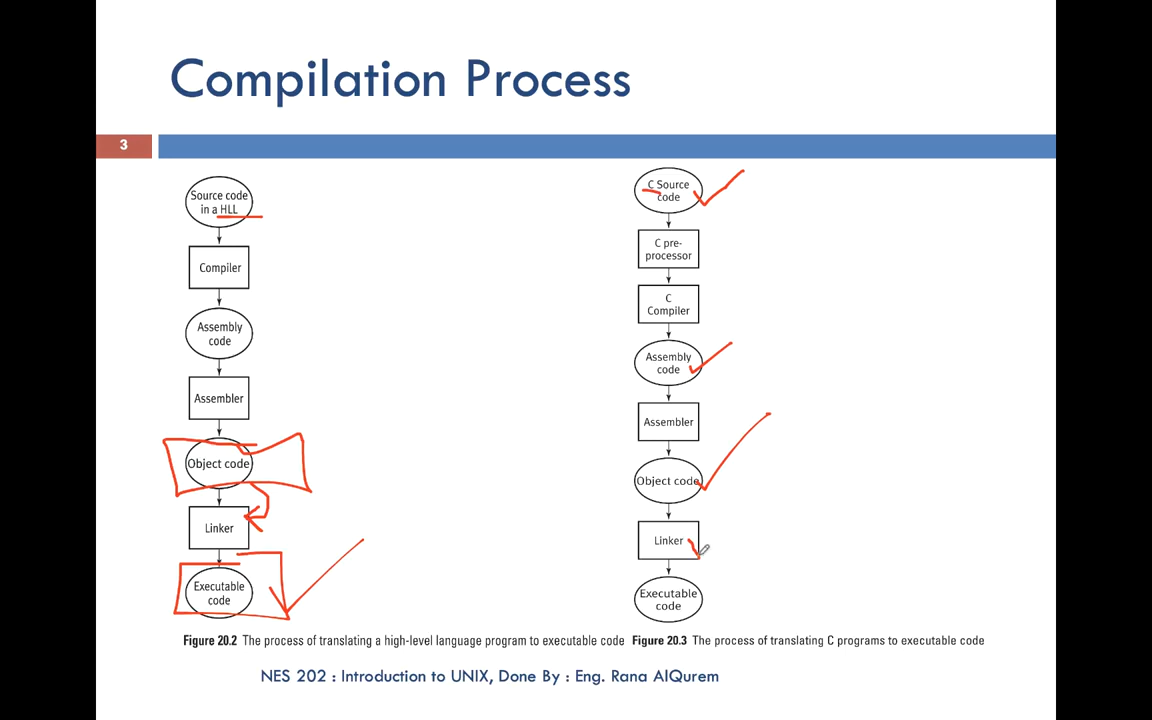 Compilation Process
3
Source code
in a HLL
Compiler
Assembly
code
Assembler
Object code
Linker
Executable
code
C Source
code
C pre-
processor
C
Compiler
Assembly
code
Assembler
Object code
Linker
Executable
code
Figure 20.2 The process of translating a high-level language program to executable code
Figure 20.3 The process of translating C programs to executable code
NES 202 : Introduction to UNIX, Done By : Eng. Rana AlQurem